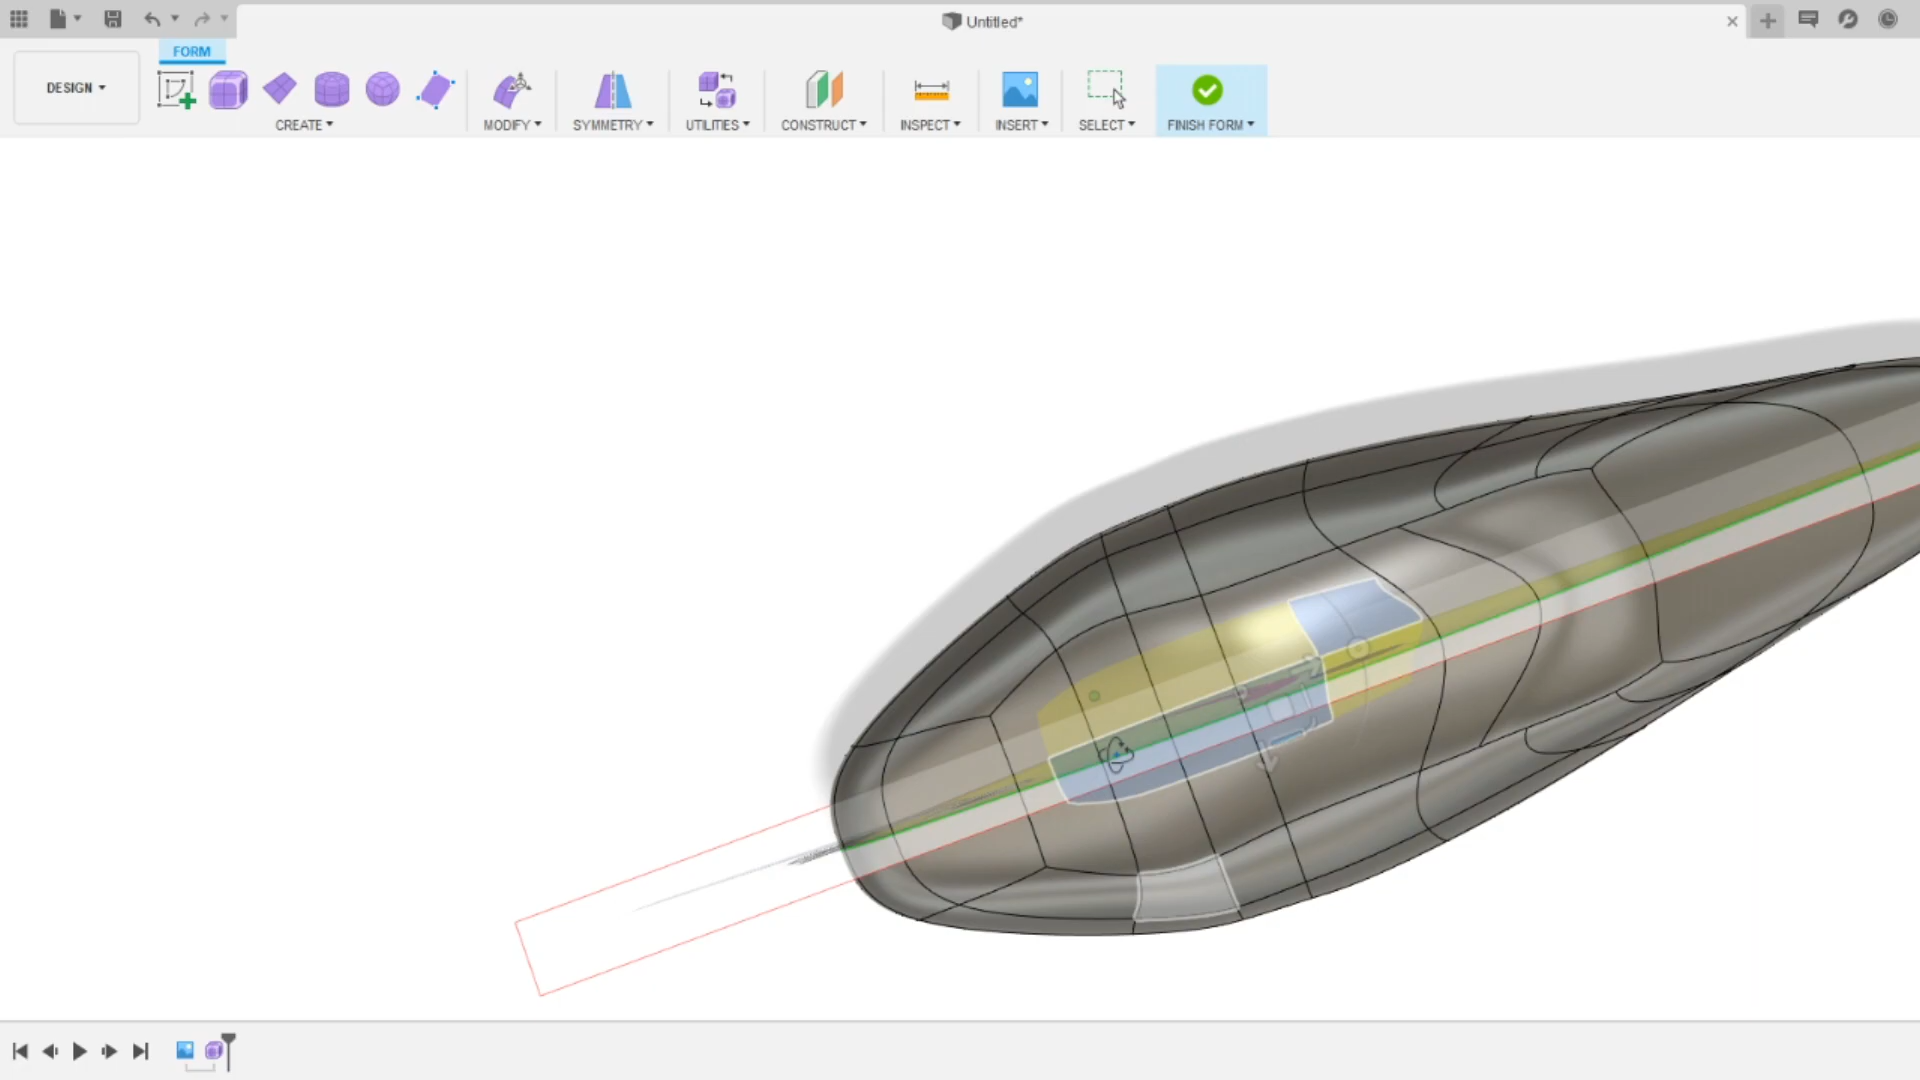 Untitled*
FORM
DESIGN
CREATE
MODIFY
SYMMETRY
UTILITIES
CONSTRUCT
INSPECT
INSERT
SELECT
FINISH FORM